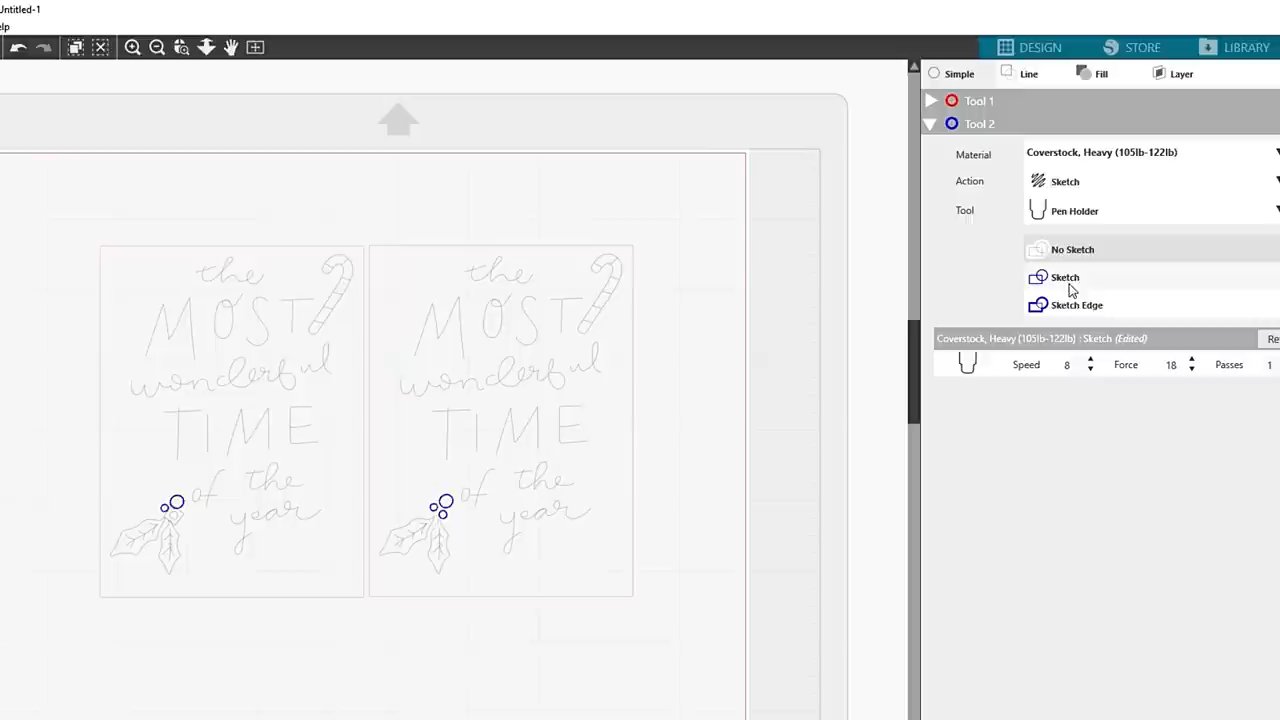 Untitled-1
elp
DESIGN STORE LIBRARY
Simple Line Fill Layer
Tool 1
Tool 2
Material Coverstock, Heavy (105lb-122lb)
Action Sketch
Tool Pen Holder
No Sketch
Sketch
Sketch Edge
Coverstock, Heavy (105lb-122lb) : Sketch (Edited) Re
Speed 8 Force 18 Passes 1
the
MOST
wonderful
TIME
of the
year
the
MOST
wonderful
TIME
of the
year